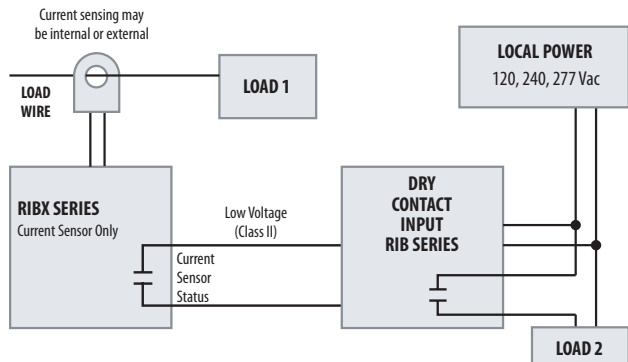 Current sensing may
be internal or external
LOAD
WIRE
LOAD 1
LOCAL POWER
120, 240, 277 Vac
RIBX SERIES
Current Sensor Only
Low Voltage
(Class II)
Current
Sensor
Status
DRY
CONTACT
INPUT
RIB SERIES
LOAD 2